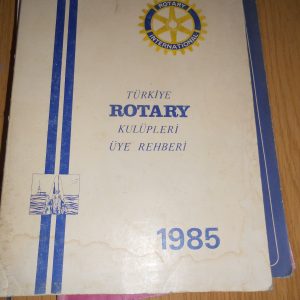 ROTARY
INTERNATIONAL
TÜRKİYE
ROTARY
KULÜPLERİ
ÜYE REHBERİ
1985